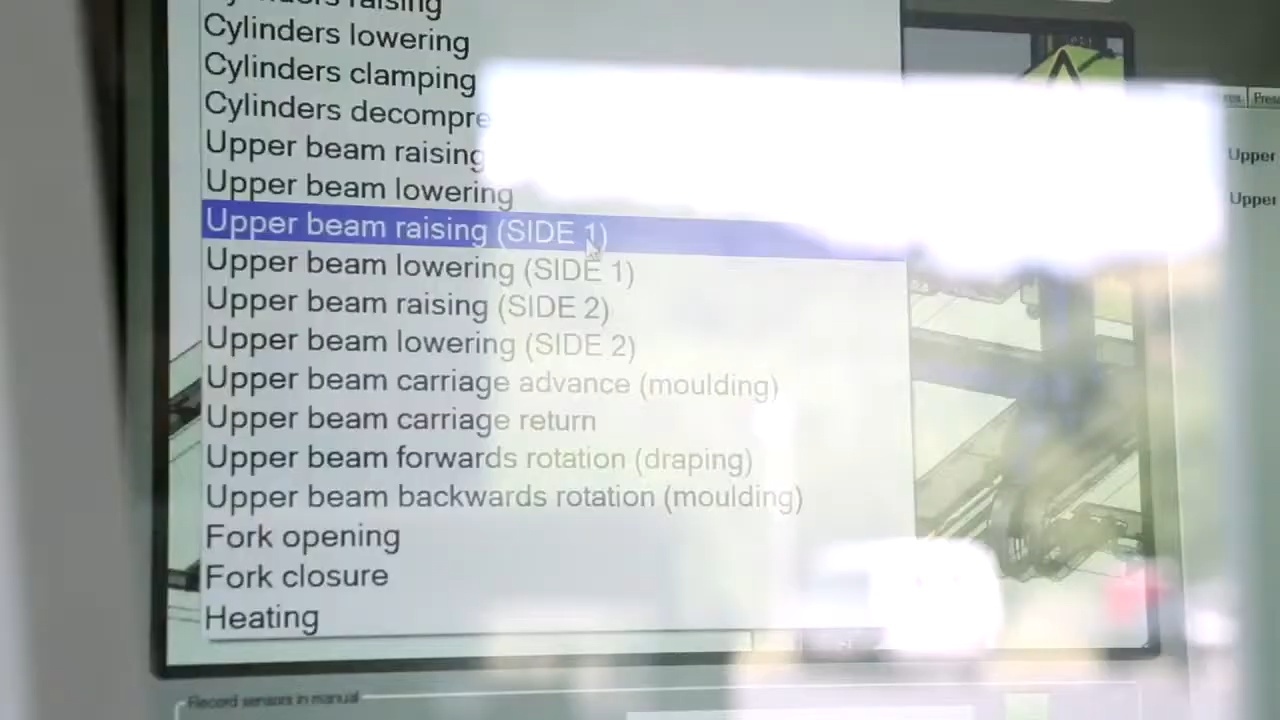 raising
Cylinders lowering
Cylinders clamping
Cylinders decompre
Upper beam raising
Upper beam lowering
Upper beam raising (SIDE 1)
Upper beam lowering (SIDE 1)
Upper beam raising (SIDE 2)
Upper beam lowering (SIDE 2)
Upper beam carriage advance (moulding)
Upper beam carriage return
Upper beam forwards rotation (draping)
Upper beam backwards rotation (moulding)
Fork opening
Fork closure
Heating
Upper
Upper
Record sensors in manual